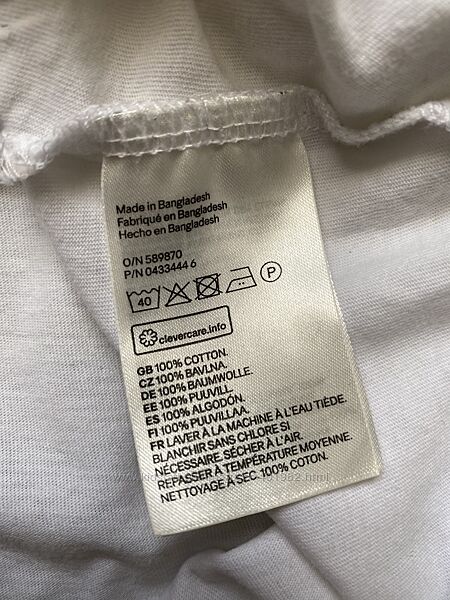 Made in Bangladesh
Fabriqué en Bangladesh
Hecho en Bangladesh
O/N 589870
P/N 0433444 6
40 P
clevercare.info
GB 100% COTTON.
CZ 100% BAVLNA.
DE 100% BAUMWOLLE.
EE 100% PUUVILL.
ES 100% ALGODÓN.
FI 100% PUUVILLAA.
FR LAVER À LA MACHINE À L'EAU TIÈDE.
BLANCHIR SANS CHLORE SI
NÉCESSAIRE. SÉCHER À L'AIR.
REPASSER À TEMPÉRATURE MOYENNE.
NETTOYAGE À SEC. 100% COTON.